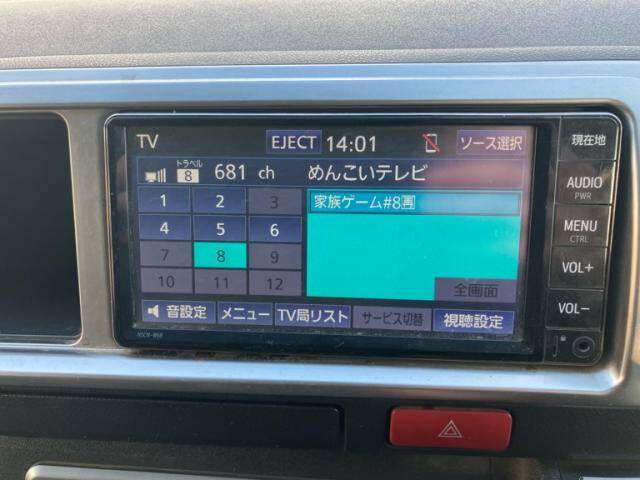 TV EJECT 14:01 ソース選択
トラベル
8 681 ch めんこいテレビ
1 2 3 家族ゲーム#8再
4 5 6
7 8 9
10 11 12 全画面
音設定 メニュー TV局リスト サービス切替 視聴設定
NSCN-W68
現在地
AUDIO
PWR
MENU
CTRL
VOL+
VOL−